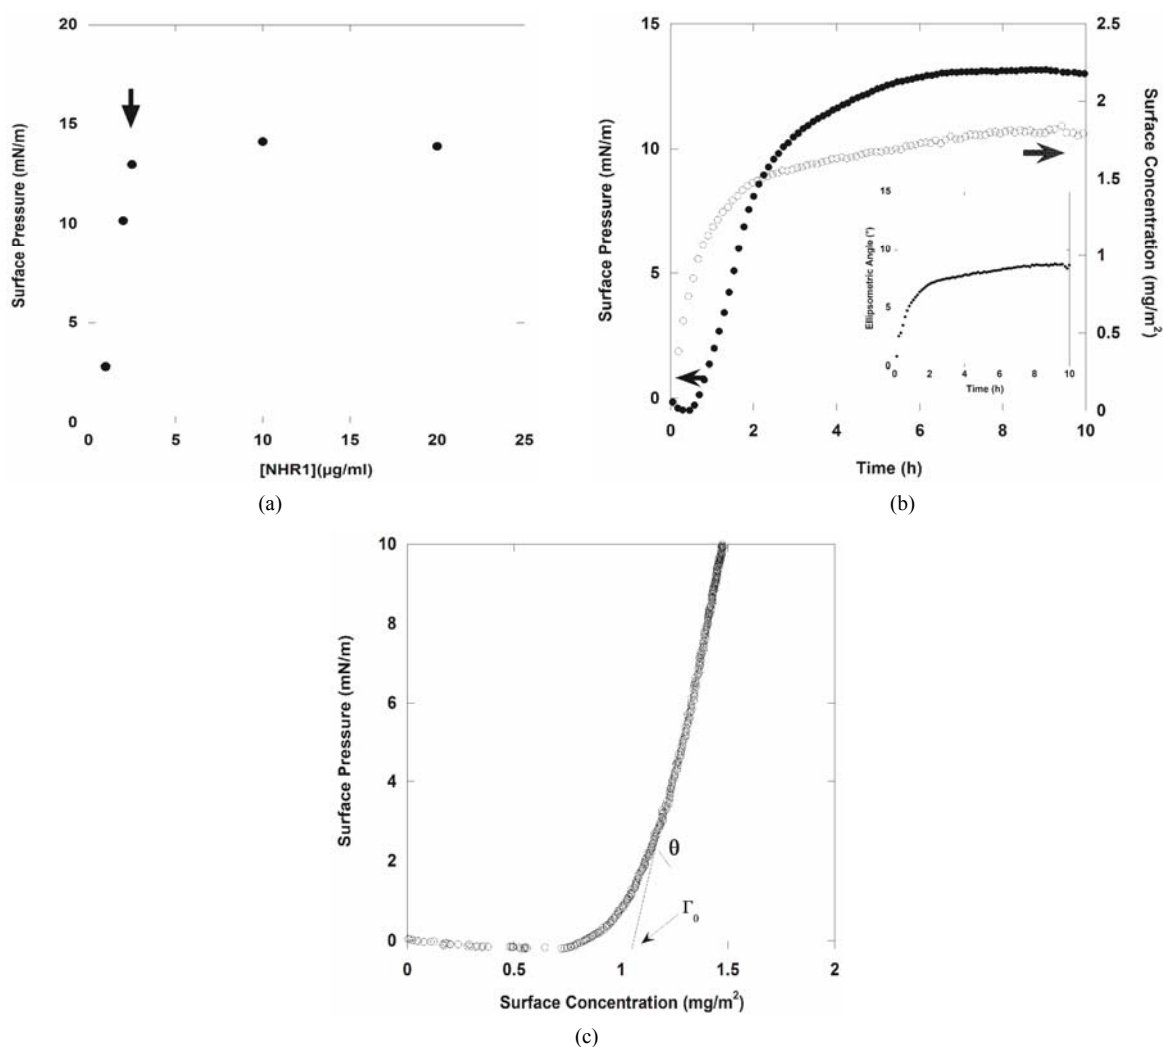 20
15
10
5
0
0 5 10 15 20 25
Surface Pressure (mN/m)
[NHR1](µg/ml)
(a)
15
10
5
0
Surface Pressure (mN/m)
2.5
2
1.5
1
0.5
0
Surface Concentration (mg/m²)
0 2 4 6 8 10
Time (h)
15
10
5
0
Ellipsometric Angle (°)
0 2 4 6 8 10
Time (h)
(b)
10
8
6
4
2
0
Surface Pressure (mN/m)
θ
Γ₀
0 0.5 1 1.5 2
Surface Concentration (mg/m²)
(c)